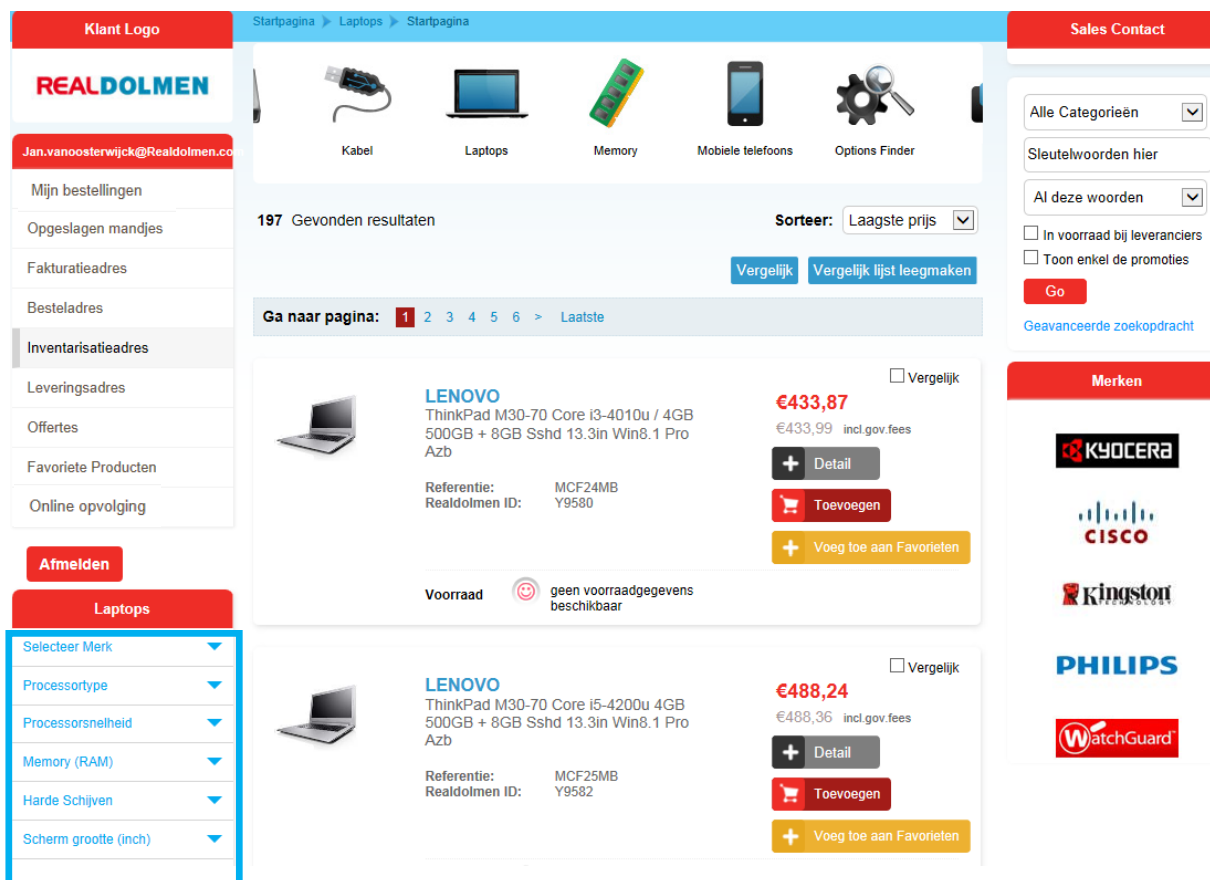 Klant Logo
REALDOLMEN
Jan.vanoosterwijck@Realdolmen.com
Mijn bestellingen
Opgeslagen mandjes
Fakturatieadres
Besteladres
Inventarisatieadres
Leveringsadres
Offertes
Favoriete Producten
Online opvolging
Afmelden
Laptops
Selecteer Merk
Processortype
Processorsnelheid
Memory (RAM)
Harde Schijven
Scherm grootte (inch)
Startpagina Laptops Startpagina
Kabel Laptops Memory Mobiele telefoons Options Finder
197 Gevonden resultaten
Sorteer: Laagste prijs
Vergelijk Vergelijk lijst leegmaken
Ga naar pagina: 1 2 3 4 5 6 > Laatste
Vergelijk
LENOVO
ThinkPad M30-70 Core i3-4010u / 4GB
500GB + 8GB Sshd 13.3in Win8.1 Pro
Azb
Referentie: MCF24MB
Realdolmen ID: Y9580
€433,87
€433,99 incl.gov.fees
Detail
Toevoegen
Voeg toe aan Favorieten
Voorraad geen voorraadgegevens
beschikbaar
Vergelijk
LENOVO
ThinkPad M30-70 Core i5-4200u 4GB
500GB + 8GB Sshd 13.3in Win8.1 Pro
Azb
Referentie: MCF25MB
Realdolmen ID: Y9582
€488,24
€488,36 incl.gov.fees
Detail
Toevoegen
Voeg toe aan Favorieten
Sales Contact
Alle Categorieën
Sleutelwoorden hier
Al deze woorden
In voorraad bij leveranciers
Toon enkel de promoties
Go
Geavanceerde zoekopdracht
Merken
KYOCERA
CISCO
Kingston
TECHNOLOGY
PHILIPS
WatchGuard